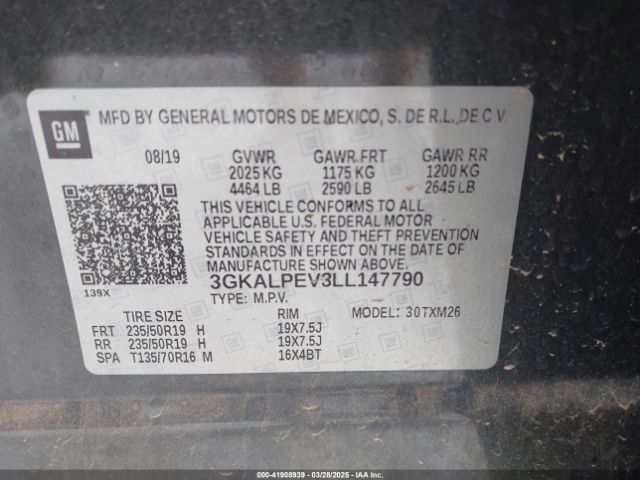 GM
MFD BY GENERAL MOTORS DE MEXICO, S. DE R.L. DE C.V.
08/19 GVWR GAWR FRT GAWR RR
2025 KG 1175 KG 1200 KG
4464 LB 2590 LB 2645 LB
THIS VEHICLE CONFORMS TO ALL
APPLICABLE U.S. FEDERAL MOTOR
VEHICLE SAFETY AND THEFT PREVENTION
STANDARDS IN EFFECT ON THE DATE OF
MANUFACTURE SHOWN ABOVE.
3GKALPEV3LL147790
139X
TYPE: M.P.V.
TIRE SIZE RIM MODEL: 30TXM26
FRT 235/50R19 H 19X7.5J
RR 235/50R19 H 19X7.5J
SPA T135/70R16 M 16X4BT
000-41908939 | 03/28/2025 | IAAI.COM